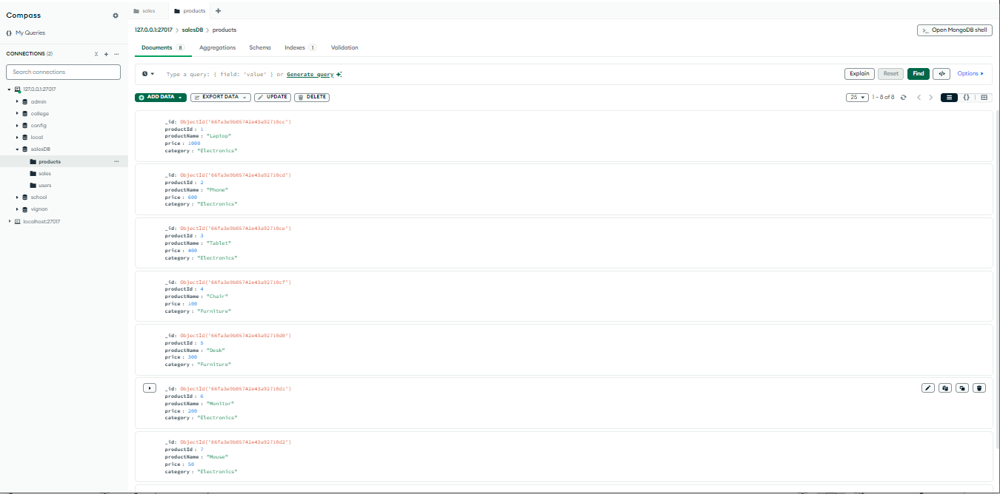 Compass
My Queries
CONNECTIONS (2)
Search connections
127.0.0.1:27017
admin
college
config
local
salesDB
products
sales
users
school
vignan
localhost:27017
sales
products
127.0.0.1:27017 > salesDB > products
>_ Open MongoDB shell
Documents 8
Aggregations
Schema
Indexes 1
Validation
Type a query: { field: 'value' } or Generate query
Explain
Reset
Find
</>
Options
ADD DATA
EXPORT DATA
UPDATE
DELETE
25
1 – 8 of 8
{}
_id: ObjectId('66fa3e9b05742e43a92710cc')
productId : 1
productName : "Laptop"
price : 1000
category : "Electronics"
_id: ObjectId('66fa3e9b05742e43a92710cd')
productId : 2
productName : "Phone"
price : 600
category : "Electronics"
_id: ObjectId('66fa3e9b05742e43a92710ce')
productId : 3
productName : "Tablet"
price : 400
category : "Electronics"
_id: ObjectId('66fa3e9b05742e43a92710cf')
productId : 4
productName : "Chair"
price : 100
category : "Furniture"
_id: ObjectId('66fa3e9b05742e43a92710d0')
productId : 5
productName : "Desk"
price : 300
category : "Furniture"
_id: ObjectId('66fa3e9b05742e43a92710d1')
productId : 6
productName : "Monitor"
price : 200
category : "Electronics"
_id: ObjectId('66fa3e9b05742e43a92710d2')
productId : 7
productName : "Mouse"
price : 50
category : "Electronics"